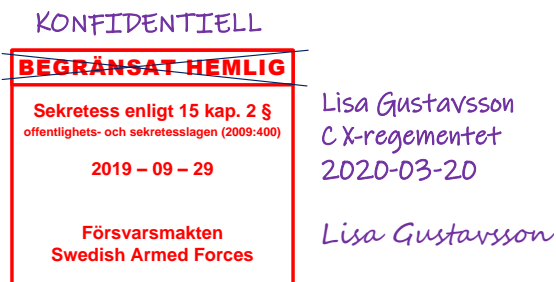 KONFIDENTIELL
BEGRÄNSAT HEMLIG
Sekretess enligt 15 kap. 2 §
offentlighets- och sekretesslagen (2009:400)
2019 – 09 – 29
Försvarsmakten
Swedish Armed Forces
Lisa Gustavsson
C X-regementet
2020-03-20
Lisa Gustavsson